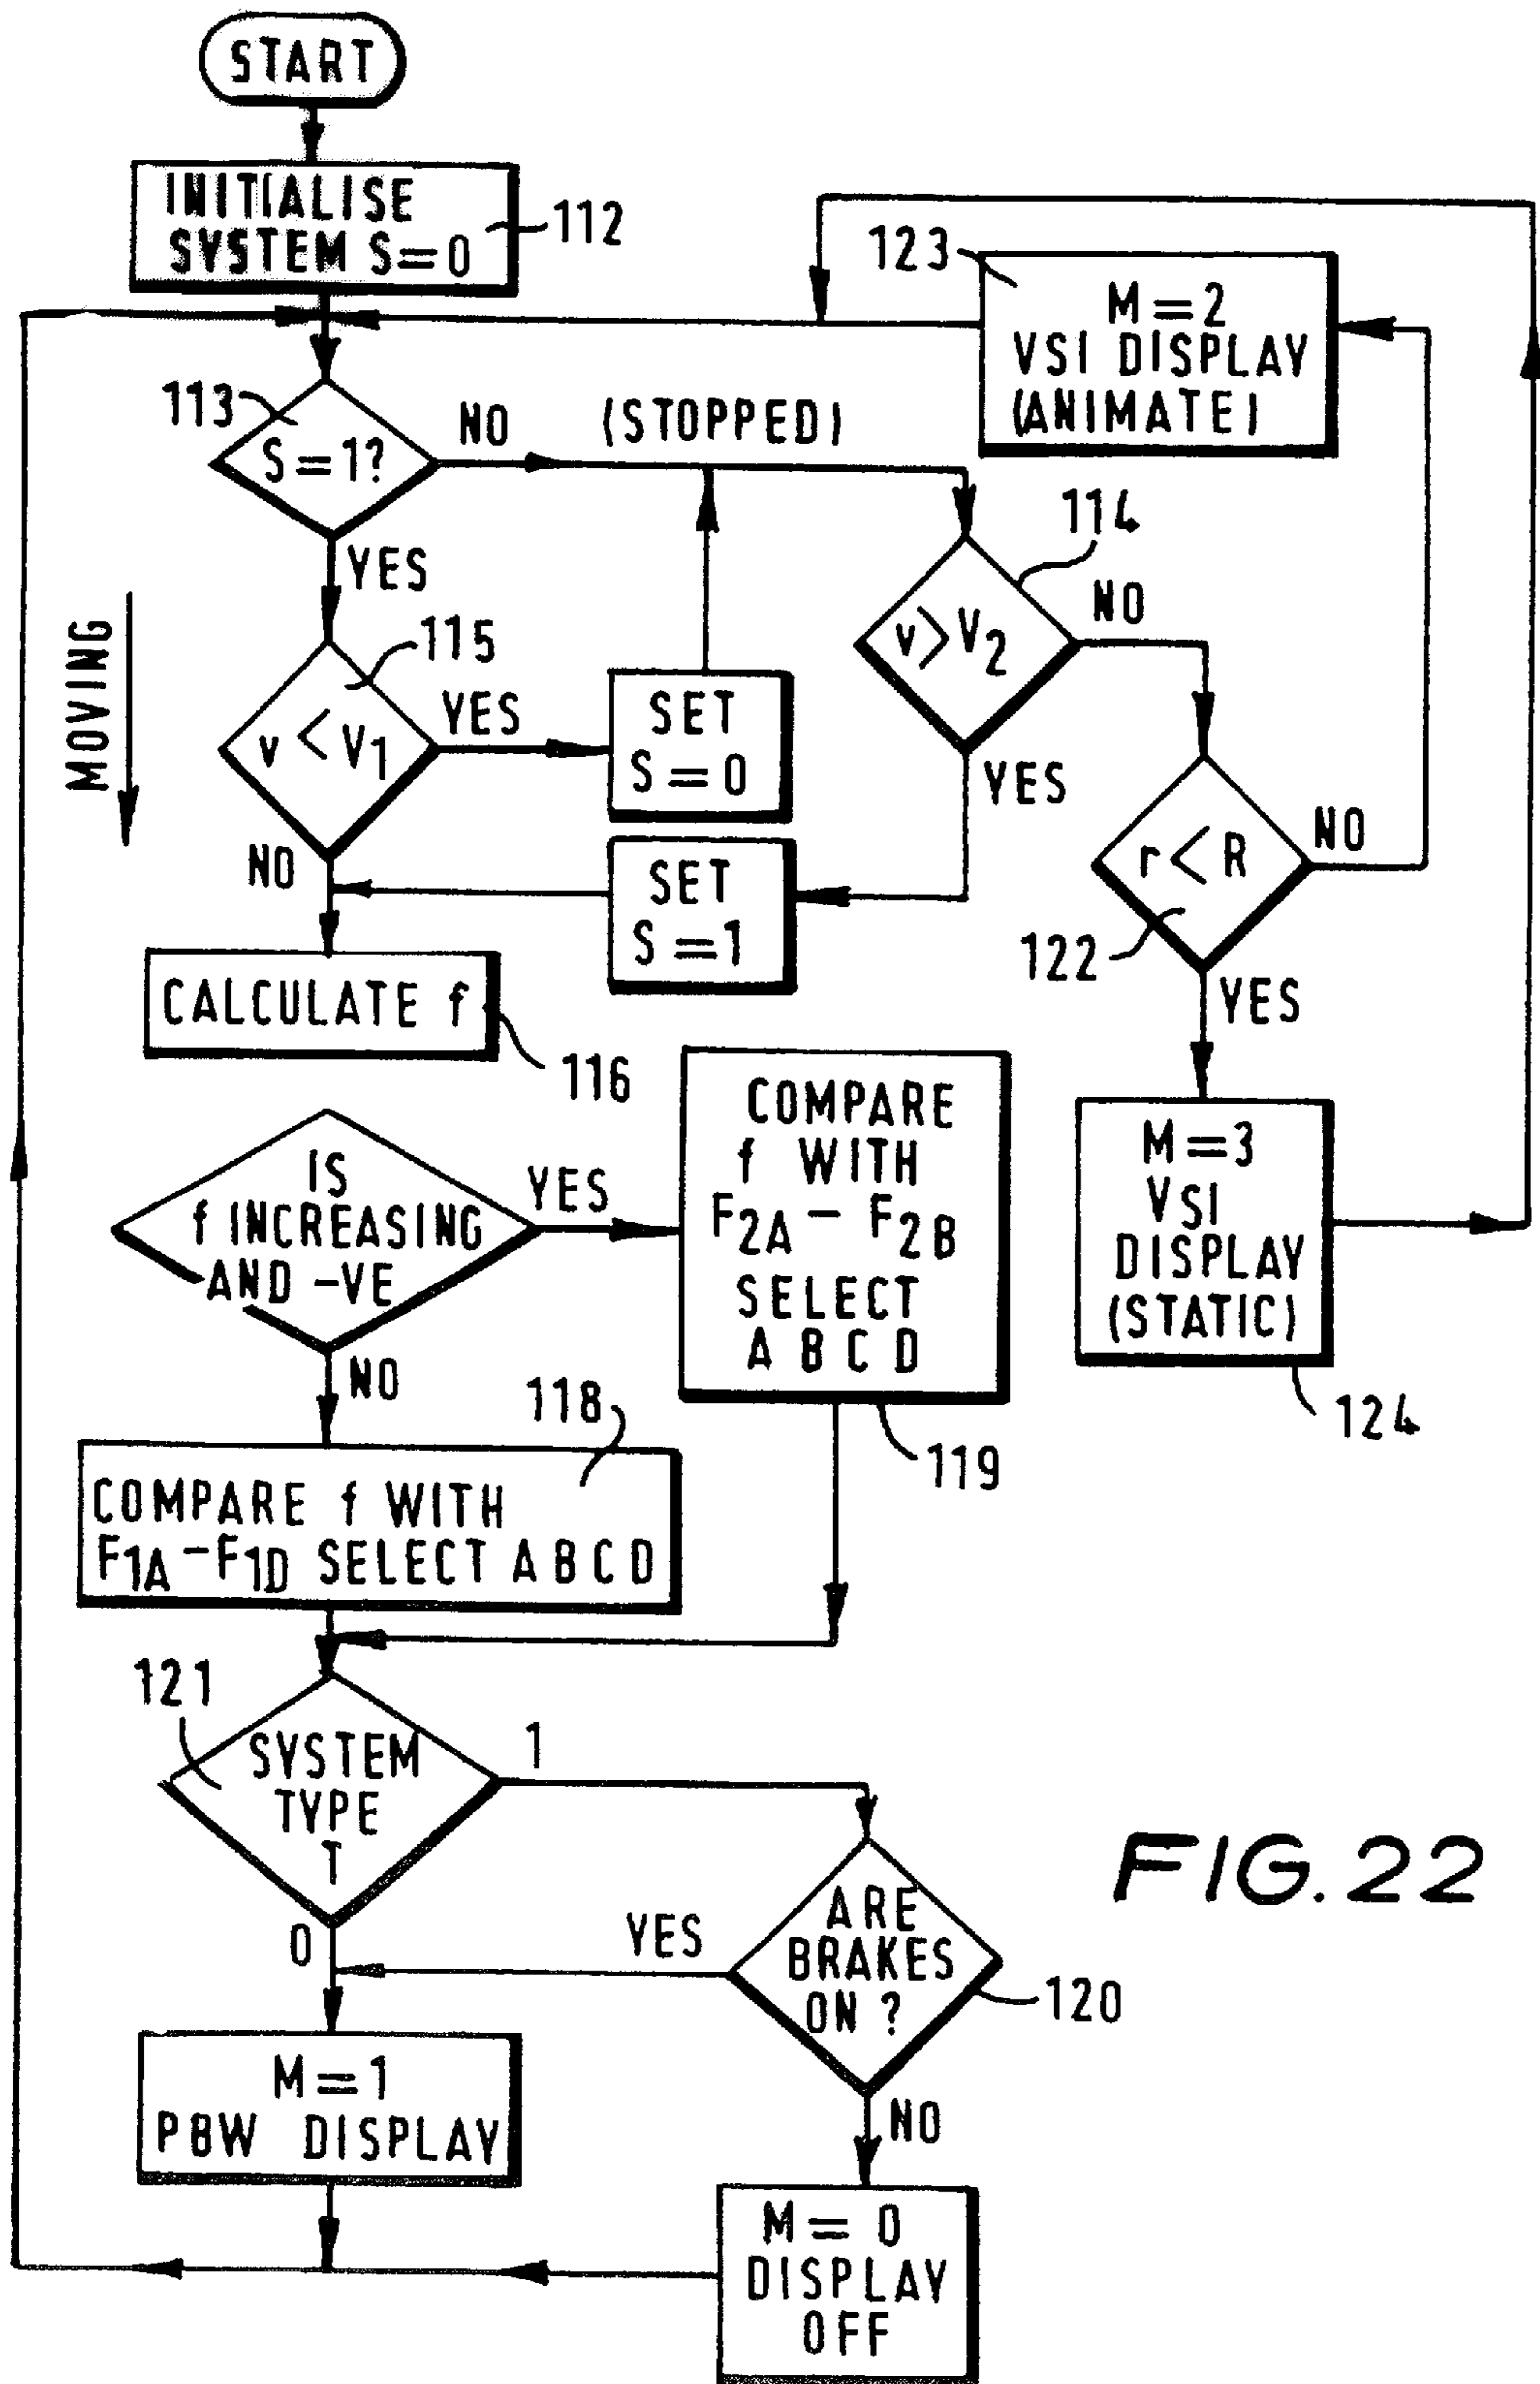 START
INITIALISE
SYSTEM S=0
112
123
M=2
VSI DISPLAY
(ANIMATE)
113
S=1?
NO (STOPPED)
YES
114
v>V2
NO
YES
MOVING
115
v < V1
YES
NO
SET
S=0
SET
S=1
r<R
NO
122
YES
CALCULATE f
116
IS
f INCREASING
AND -VE
YES
NO
COMPARE
f WITH
F2A - F2B
SELECT
A B C D
119
M=3
VSI
DISPLAY
(STATIC)
124
118
COMPARE f WITH
F1A-F1D SELECT A B C D
121
SYSTEM
TYPE
T
1
0
ARE
BRAKES
ON ?
YES
120
NO
FIG.22
M=1
PBW DISPLAY
M= 0
DISPLAY
OFF